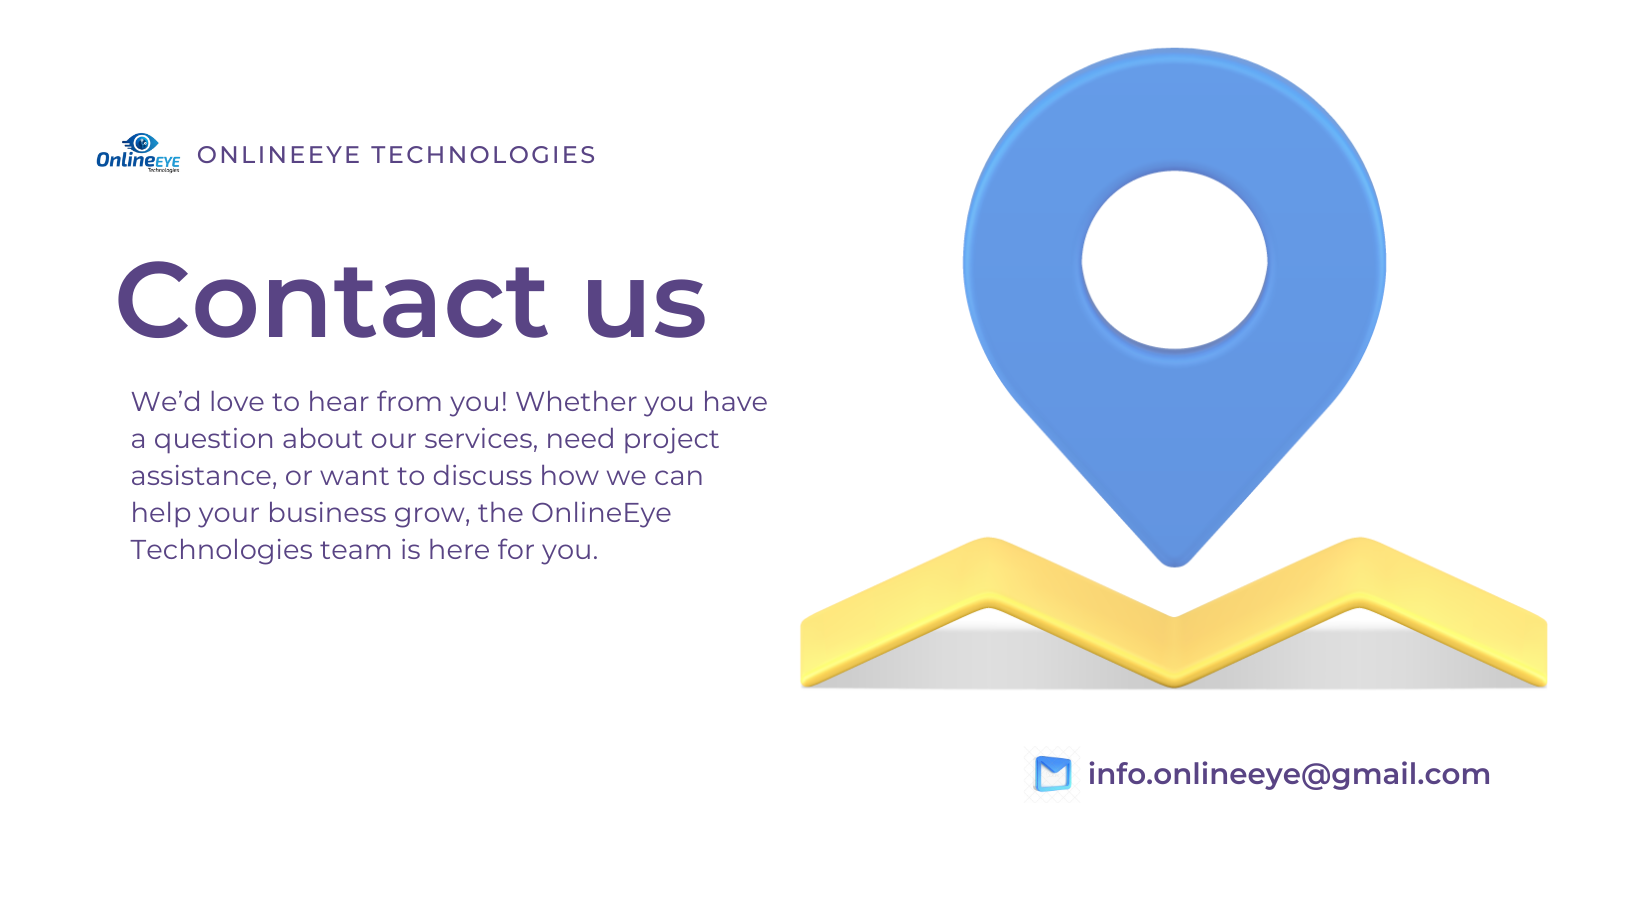 OnlineEYE
Technologies
ONLINEEYE TECHNOLOGIES
Contact us
We’d love to hear from you! Whether you have
a question about our services, need project
assistance, or want to discuss how we can
help your business grow, the OnlineEye
Technologies team is here for you.
info.onlineeye@gmail.com